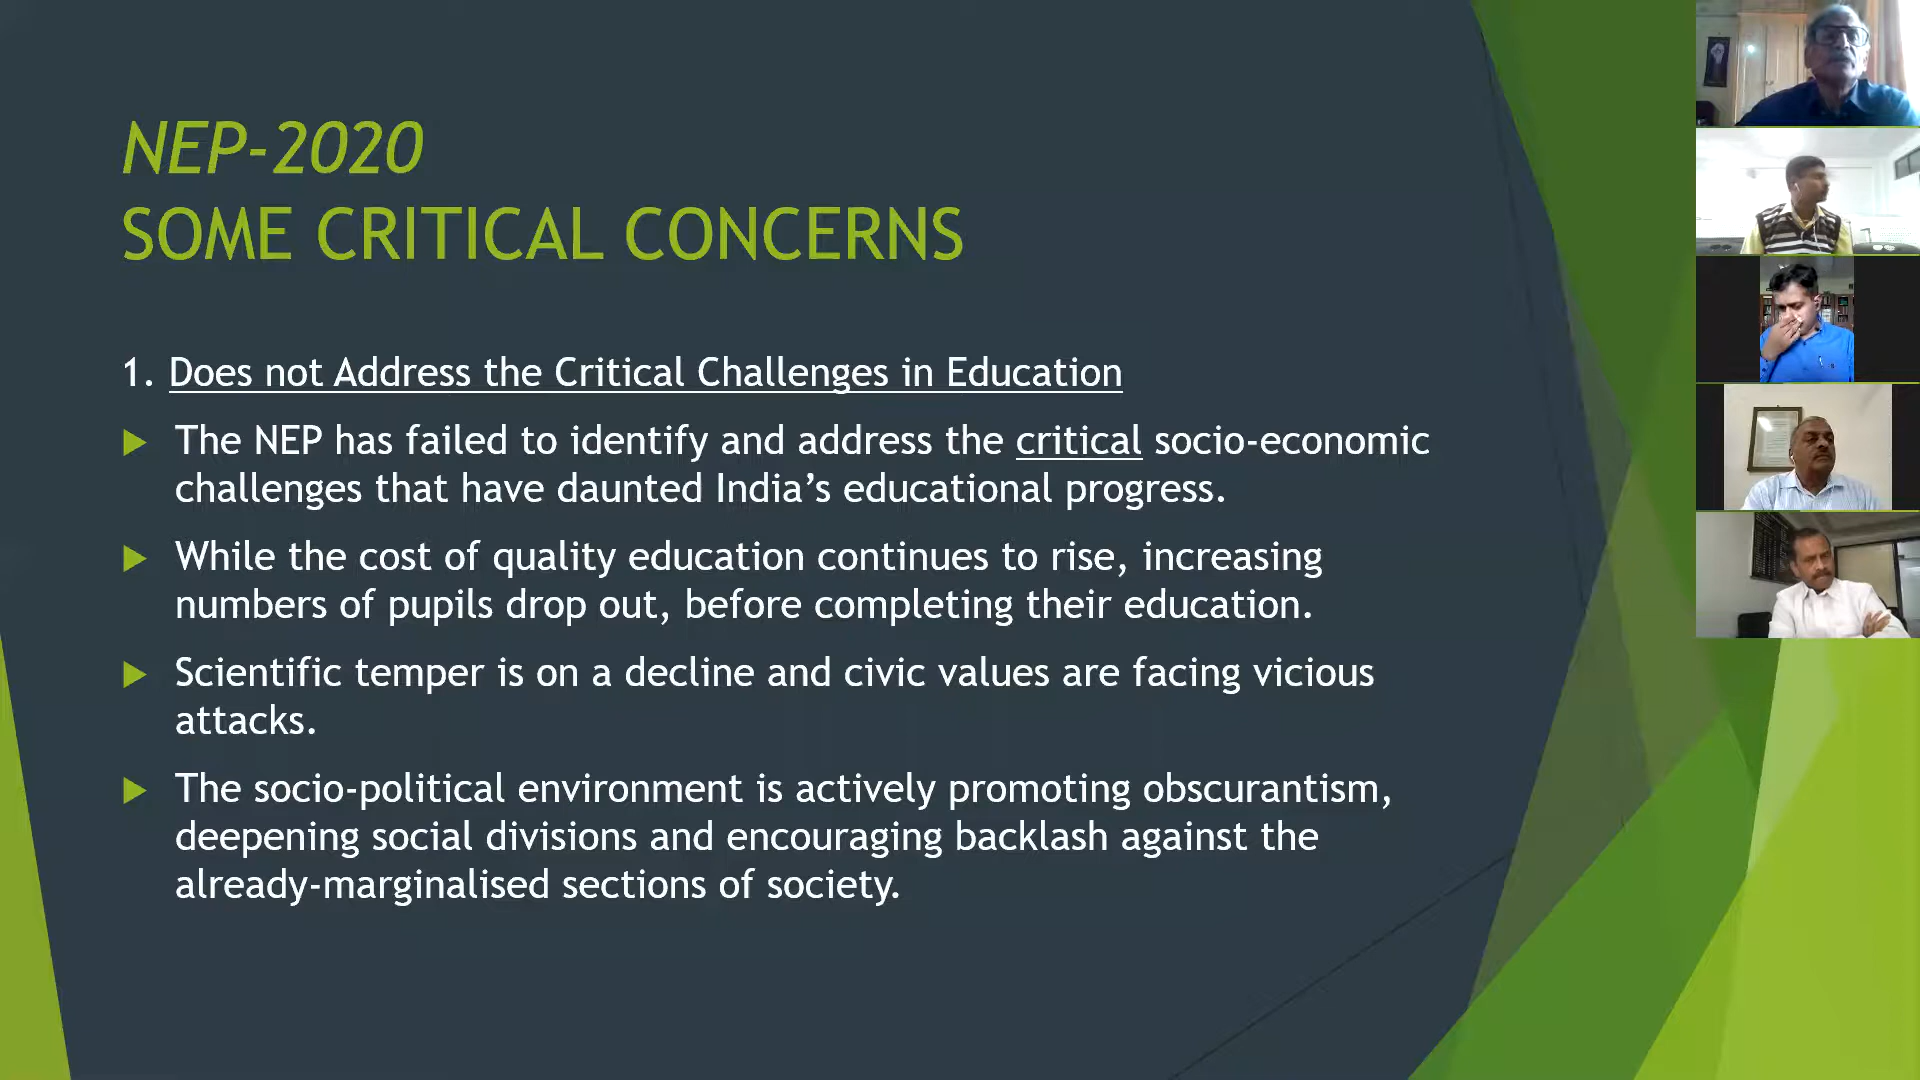 NEP-2020
SOME CRITICAL CONCERNS
1. Does not Address the Critical Challenges in Education
The NEP has failed to identify and address the critical socio-economic
challenges that have daunted India’s educational progress.
While the cost of quality education continues to rise, increasing
numbers of pupils drop out, before completing their education.
Scientific temper is on a decline and civic values are facing vicious
attacks.
The socio-political environment is actively promoting obscurantism,
deepening social divisions and encouraging backlash against the
already-marginalised sections of society.